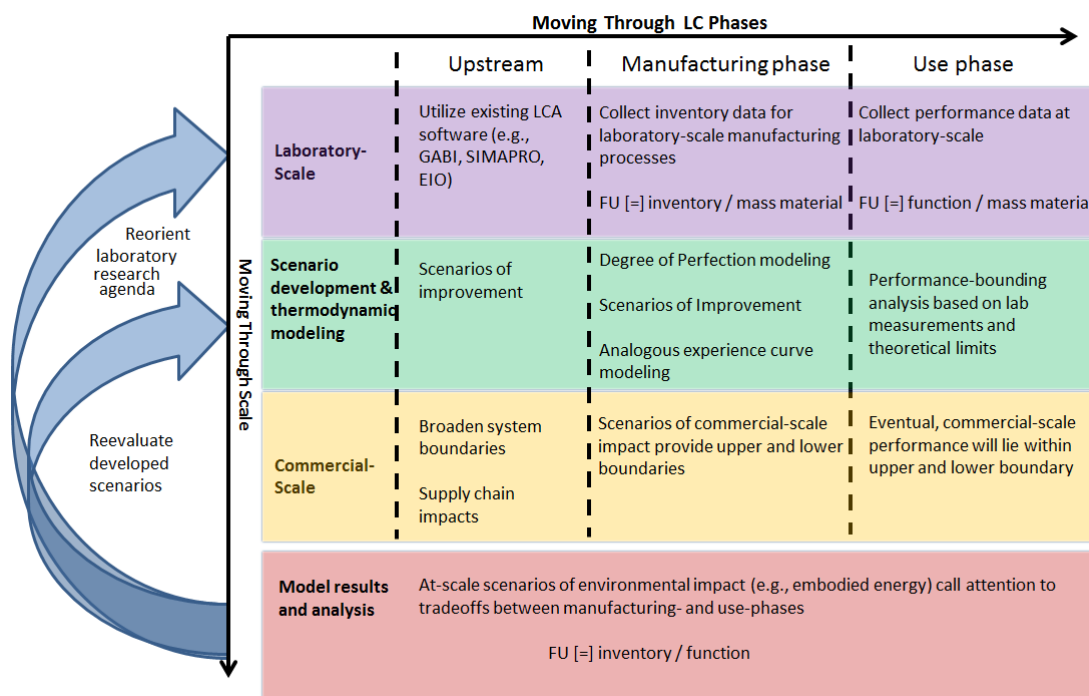 Moving Through LC Phases
Upstream
Manufacturing phase
Use phase
Laboratory-
Scale
Utilize existing LCA
software (e.g.,
GABI, SIMAPRO,
EIO)
Collect inventory data for
laboratory-scale manufacturing
processes
FU [=] inventory / mass material
Collect performance data at
laboratory-scale
FU [=] function / mass material
Reorient
laboratory
research
agenda
Moving Through Scale
Scenario
development &
thermodynamic
modeling
Scenarios of
improvement
Degree of Perfection modeling
Scenarios of Improvement
Analogous experience curve
modeling
Performance-bounding
analysis based on lab
measurements and
theoretical limits
Reevaluate
developed
scenarios
Commercial-
Scale
Broaden system
boundaries
Supply chain
impacts
Scenarios of commercial-scale
impact provide upper and lower
boundaries
Eventual, commercial-scale
performance will lie within
upper and lower boundary
Model results
and analysis
At-scale scenarios of environmental impact (e.g., embodied energy) call attention to
tradeoffs between manufacturing- and use-phases
FU [=] inventory / function